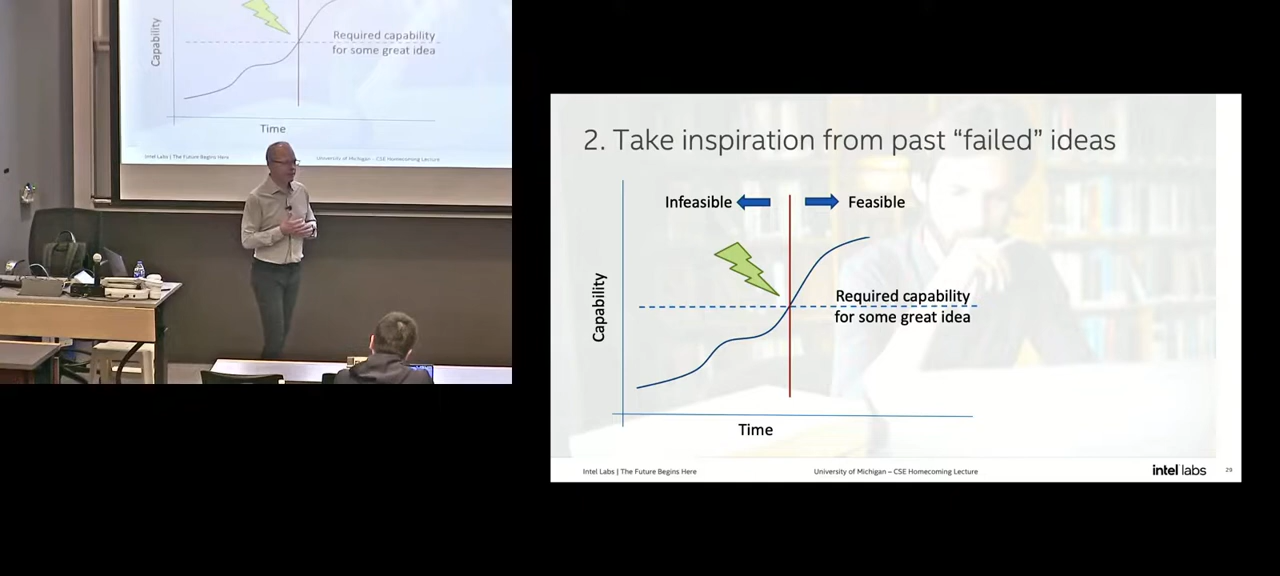 Capability
Required capability
for some great idea
Time
Intel Labs | The Future Begins Here
University of Michigan – CSE Homecoming Lecture
2. Take inspiration from past “failed” ideas
Infeasible
Feasible
Capability
Required capability
for some great idea
Time
Intel Labs | The Future Begins Here
University of Michigan – CSE Homecoming Lecture
intel labs
29